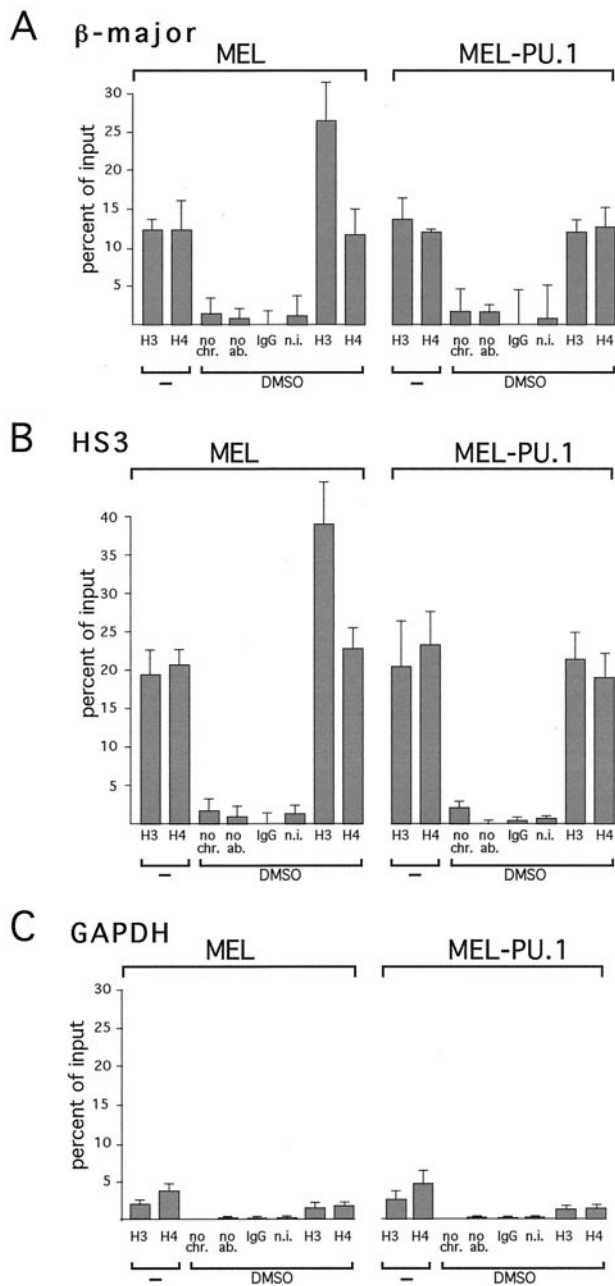 A β-major
MEL MEL-PU.1
percent of input
30
25
20
15
10
5
H3 H4 no chr. no ab. IgG n.i. H3 H4 H3 H4 no chr. no ab. IgG n.i. H3 H4
– DMSO – DMSO
B HS3
MEL MEL-PU.1
percent of input
40
35
30
25
20
15
10
5
H3 H4 no chr. no ab. IgG n.i. H3 H4 H3 H4 no chr. no ab. IgG n.i. H3 H4
– DMSO – DMSO
C GAPDH
MEL MEL-PU.1
percent of input
30
25
20
15
10
5
H3 H4 no chr. no ab. IgG n.i. H3 H4 H3 H4 no chr. no ab. IgG n.i. H3 H4
– DMSO – DMSO